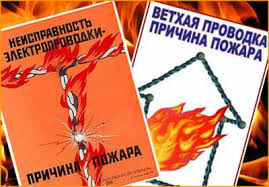 НЕИСПРАВНОСТЬ
ЭЛЕКТРОПРОВОДКИ-
ПРИЧИНА ПОЖАРА
ВЕТХАЯ ПРОВОДКА
ПРИЧИНА ПОЖАРА